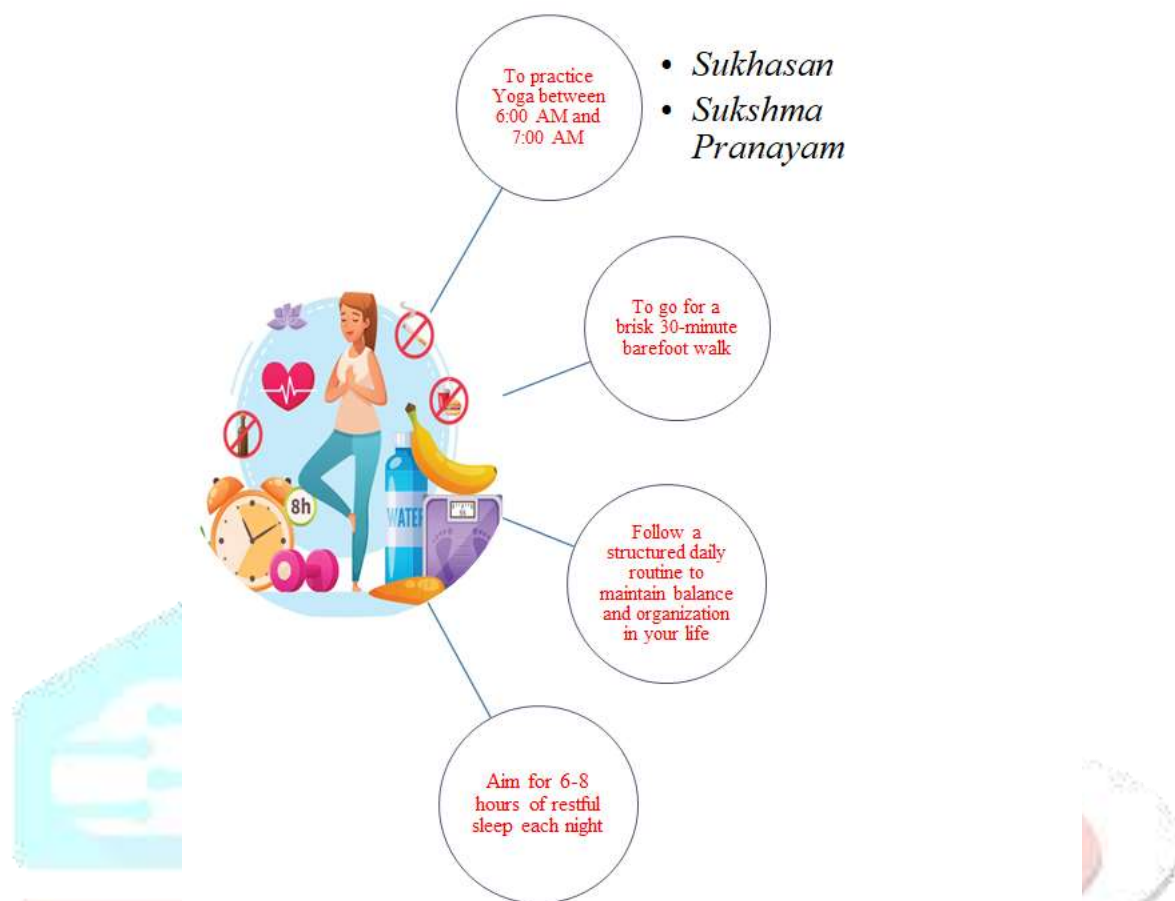 To practice
Yoga between
6:00 AM and
7:00 AM
• Sukhasan
• Sukshma
Pranayam
To go for a
brisk 30-minute
barefoot walk
8h
WATER
Follow a
structured daily
routine to
maintain balance
and organization
in your life
Aim for 6-8
hours of restful
sleep each night